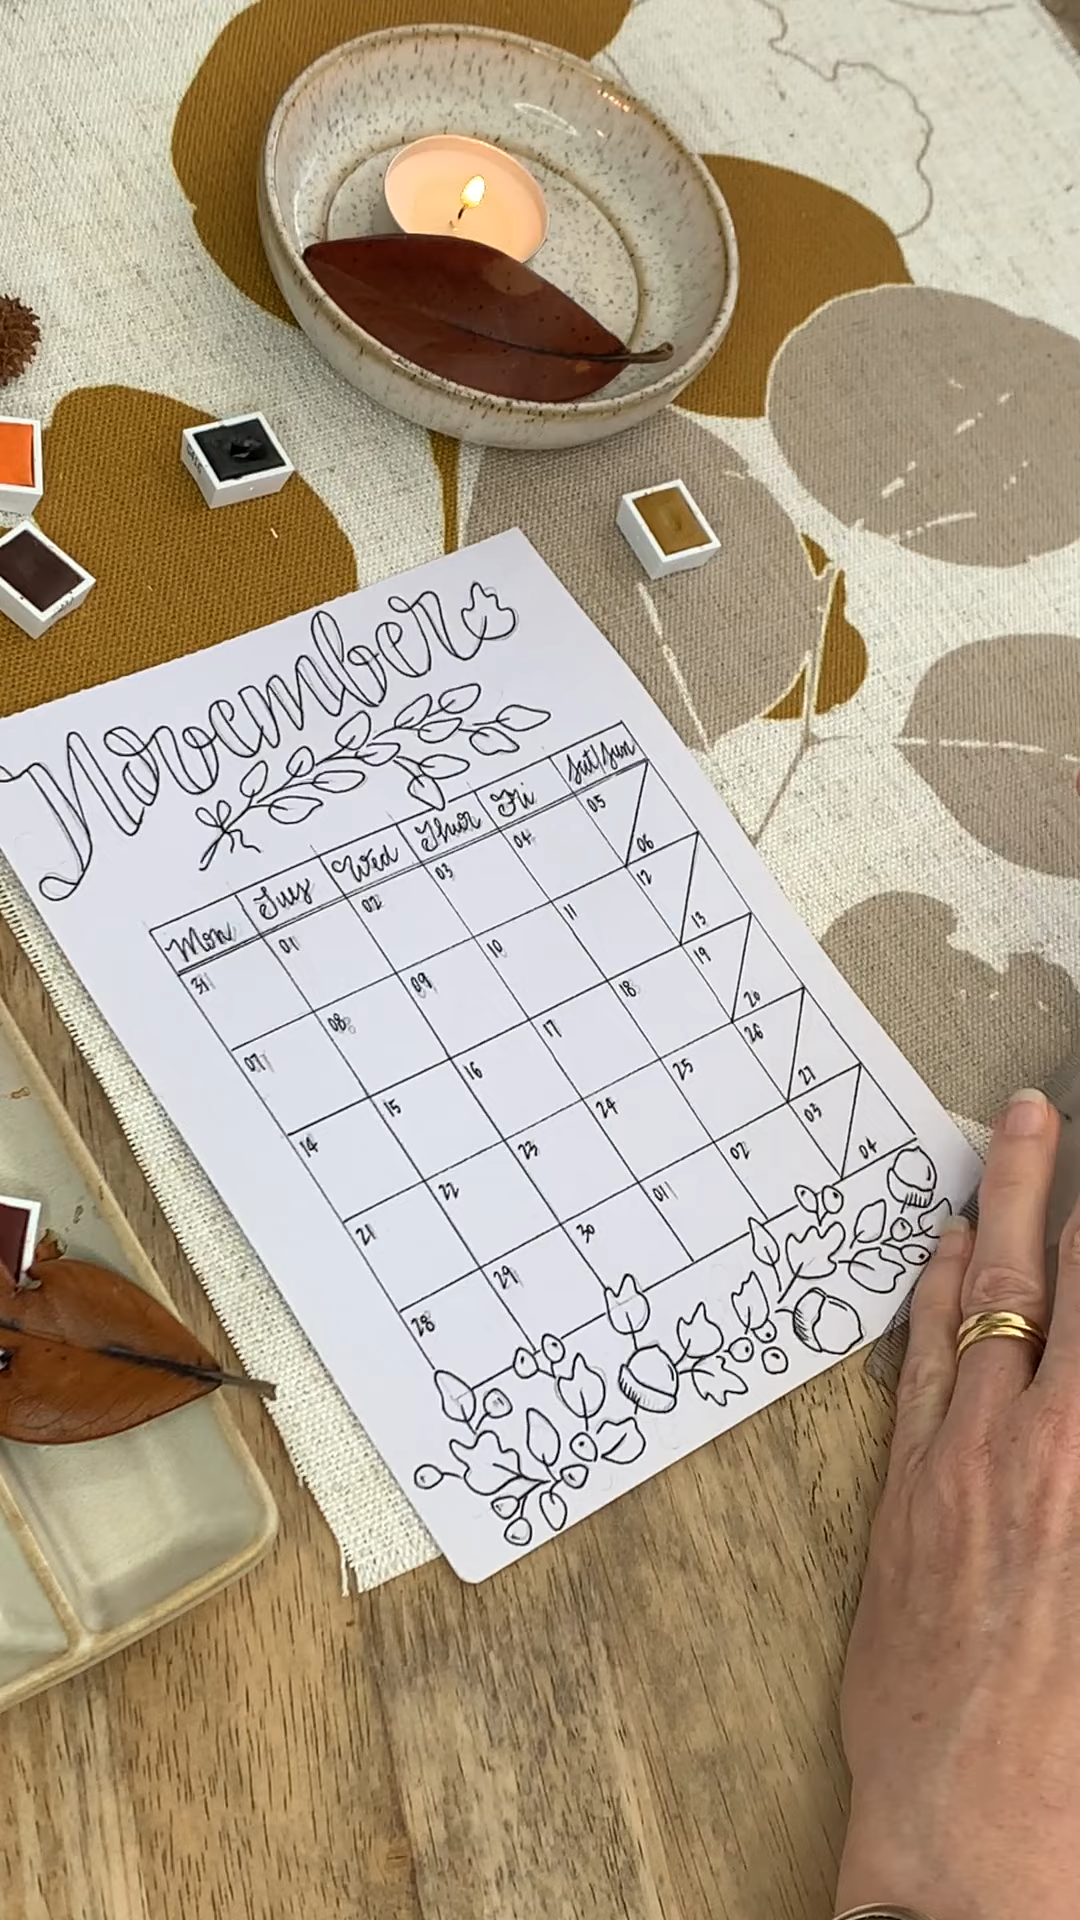 November
Mon Tues Wed Thur Fri Sat/Sun
31 01 02 03 04 05 06
07 08 09 10 11 12 13
14 15 16 17 18 19 20
21 22 23 24 25 26 27
28 29 30 01 02 03 04